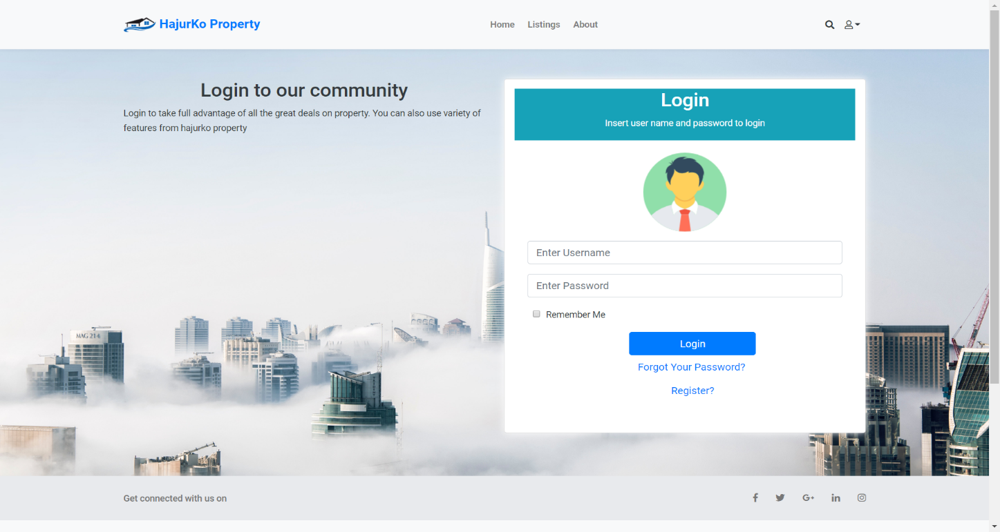 HajurKo Property
Home Listings About
Login to our community
Login to take full advantage of all the great deals on property. You can also use variety of
features from hajurko property
Login
Insert user name and password to login
Enter Username
Enter Password
Remember Me
Login
Forgot Your Password?
Register?
MAG 214
Get connected with us on